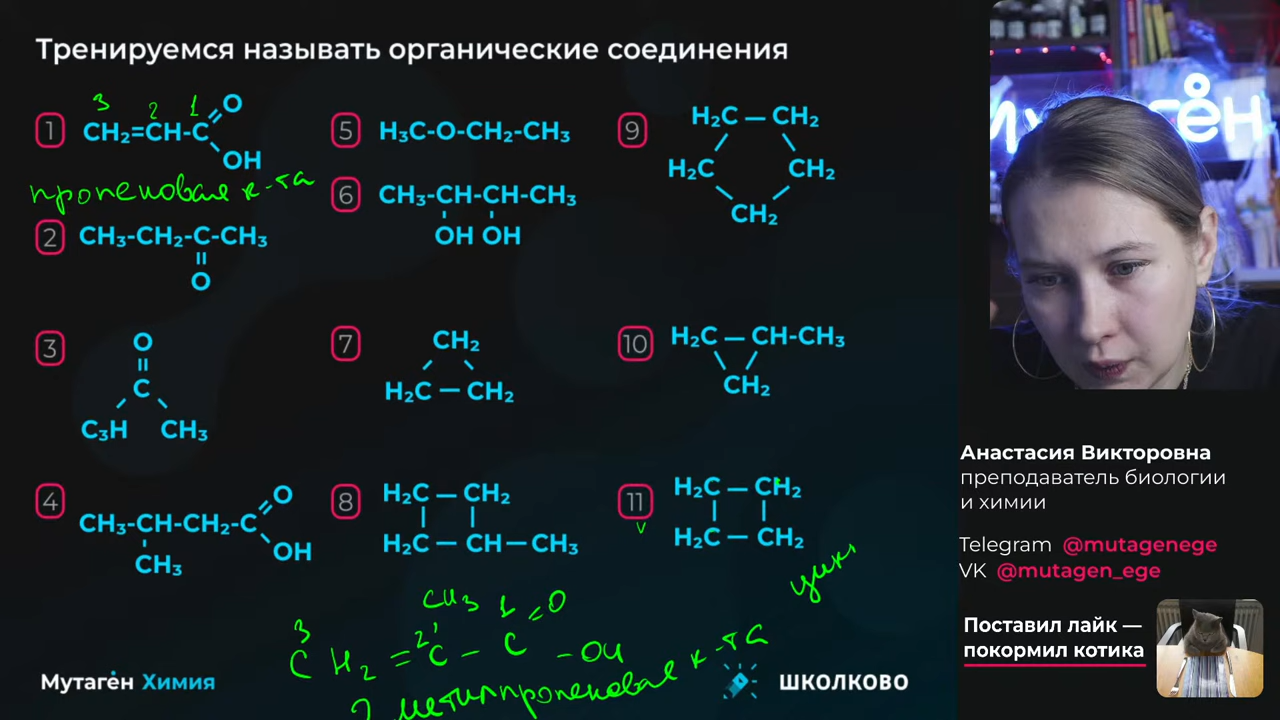 Тренируемся называть органические соединения
1
3 2 1
CH₂=CH-C
O
OH
пропеновая к-та
2
CH₃-CH₂-C-CH₃
O
3
O
C
C₃H CH₃
4
CH₃-CH-CH₂-C
O
OH
CH₃
5
H₃C-O-CH₂-CH₃
6
CH₃-CH-CH-CH₃
OH OH
7
CH₂
H₂C — CH₂
8
H₂C — CH₂
H₂C — CH — CH₃
9
H₂C — CH₂
H₂C CH₂
CH₂
10
H₂C — CH-CH₃
CH₂
11
v
H₂C — CH₂
H₂C — CH₂
цик
CH₃
3 2 1
CH₂ = C - C = O
- OH
2 метилпропеновая к-та
Мутаген Химия
ШКОЛКОВО
Анастасия Викторовна
преподаватель биологии
и химии
Telegram @mutagenege
VK @mutagen_ege
Поставил лайк —
покормил котика